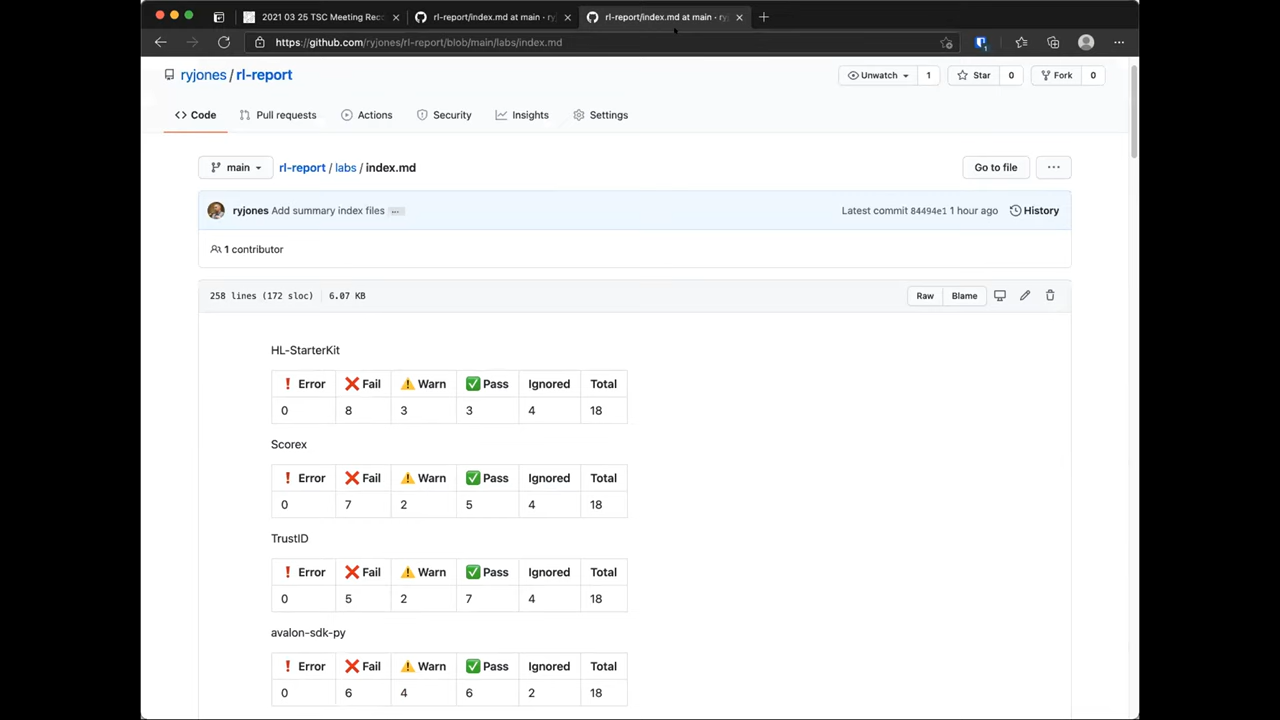 2021 03 25 TSC Meeting Rec
rl-report/index.md at main · ry
rl-report/index.md at main · ry
https://github.com/ryjones/rl-report/blob/main/labs/index.md
ryjones / rl-report
Unwatch 1 Star 0 Fork 0
Code Pull requests Actions Security Insights Settings
main rl-report / labs / index.md Go to file ...
ryjones Add summary index files ... Latest commit 84494e1 1 hour ago History
1 contributor
258 lines (172 sloc) 6.07 KB Raw Blame
HL-StarterKit
❗ Error ❌ Fail ⚠️ Warn ✅ Pass Ignored Total
0 8 3 3 4 18
Scorex
❗ Error ❌ Fail ⚠️ Warn ✅ Pass Ignored Total
0 7 2 5 4 18
TrustID
❗ Error ❌ Fail ⚠️ Warn ✅ Pass Ignored Total
0 5 2 7 4 18
avalon-sdk-py
❗ Error ❌ Fail ⚠️ Warn ✅ Pass Ignored Total
0 6 4 6 2 18